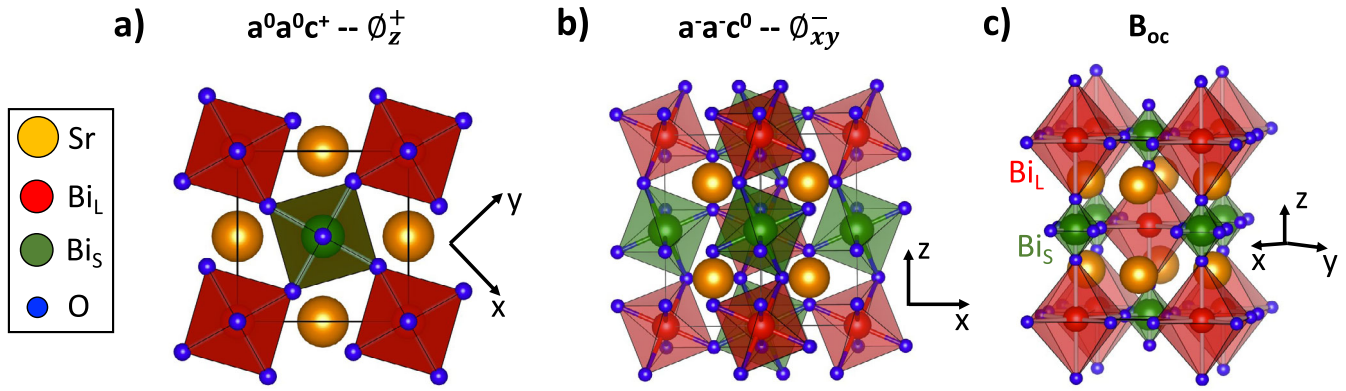 a) a⁰a⁰c⁺ -- ∅𝑧⁺
b) a⁻a⁻c⁰ -- ∅𝑥𝑦⁻
c) Boc
Sr
BiL
BiS
O
y
x
z
x
BiL
BiS
z
x
y